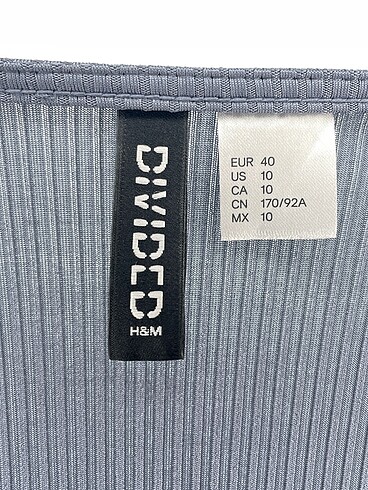 DIVIDED
H&M
EUR 40
US 10
CA 10
CN 170/92A
MX 10